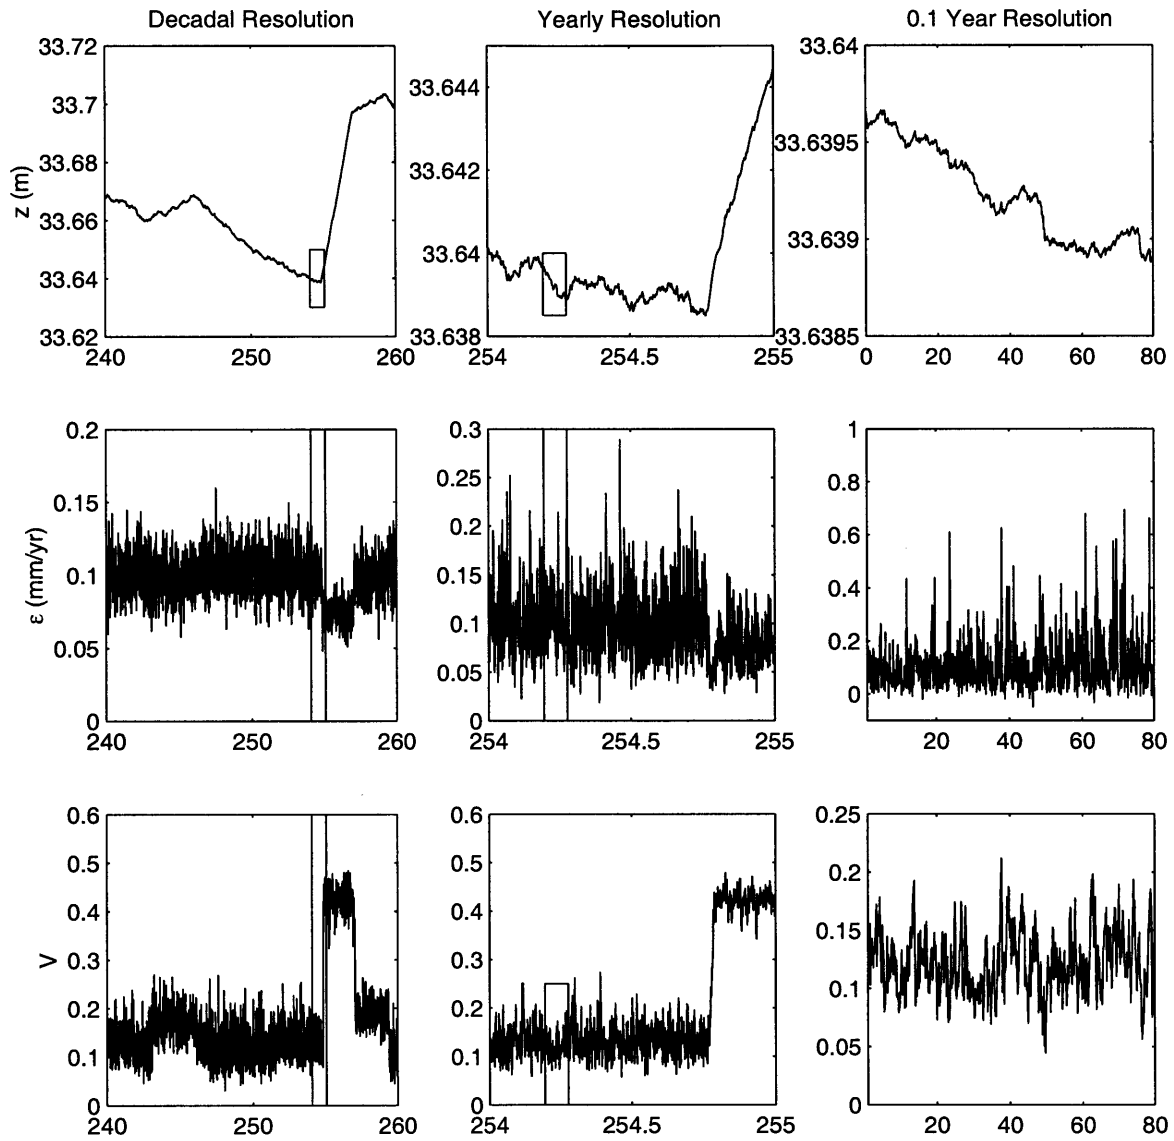 Decadal Resolution Yearly Resolution 0.1 Year Resolution
33.72 33.64
33.7 33.644
33.68 33.6395
z (m) 33.66 33.642
33.64 33.64 33.639
33.62 33.638 33.6385
240 250 260 254 254.5 255 0 20 40 60 80
0.2 0.3 1
0.25 0.8
0.15 0.2 0.6
ε (mm/yr) 0.1 0.15 0.4
0.1 0.2
0.05 0.05 0
0 0
240 250 260 254 254.5 255 20 40 60 80
0.6 0.6 0.25
0.5 0.5 0.2
0.4 0.4 0.15
V 0.3 0.3
0.2 0.2 0.1
0.1 0.1 0.05
0 0 0
240 250 260 254 254.5 255 0 20 40 60 80